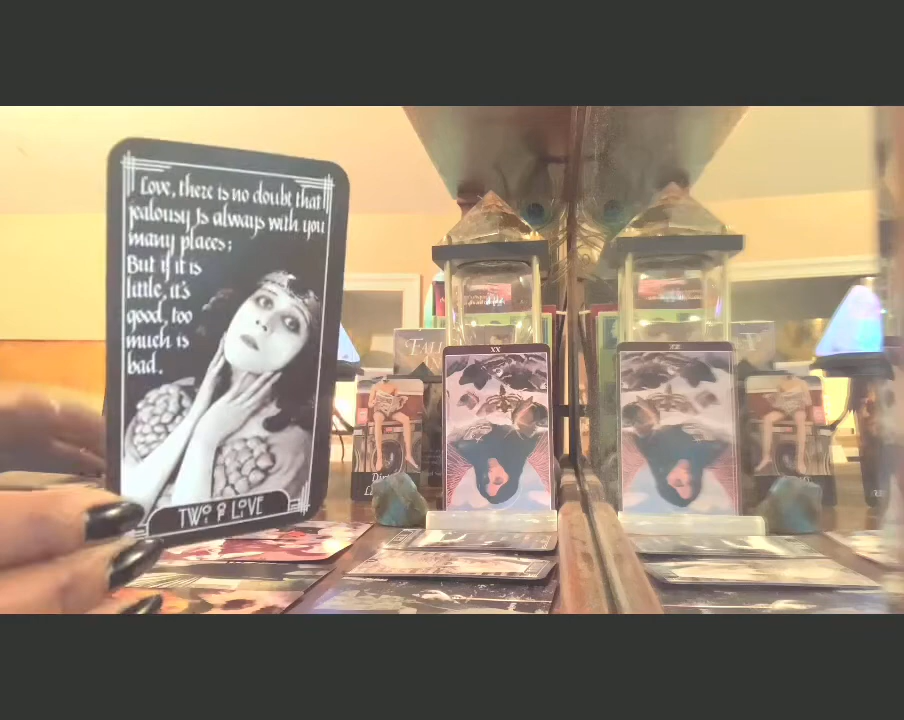 Love, there is no doubt that
jealousy is always with you
many places;
But if it is
little, it's
good, too
much is
bad.
TWO OF LOVE
XX